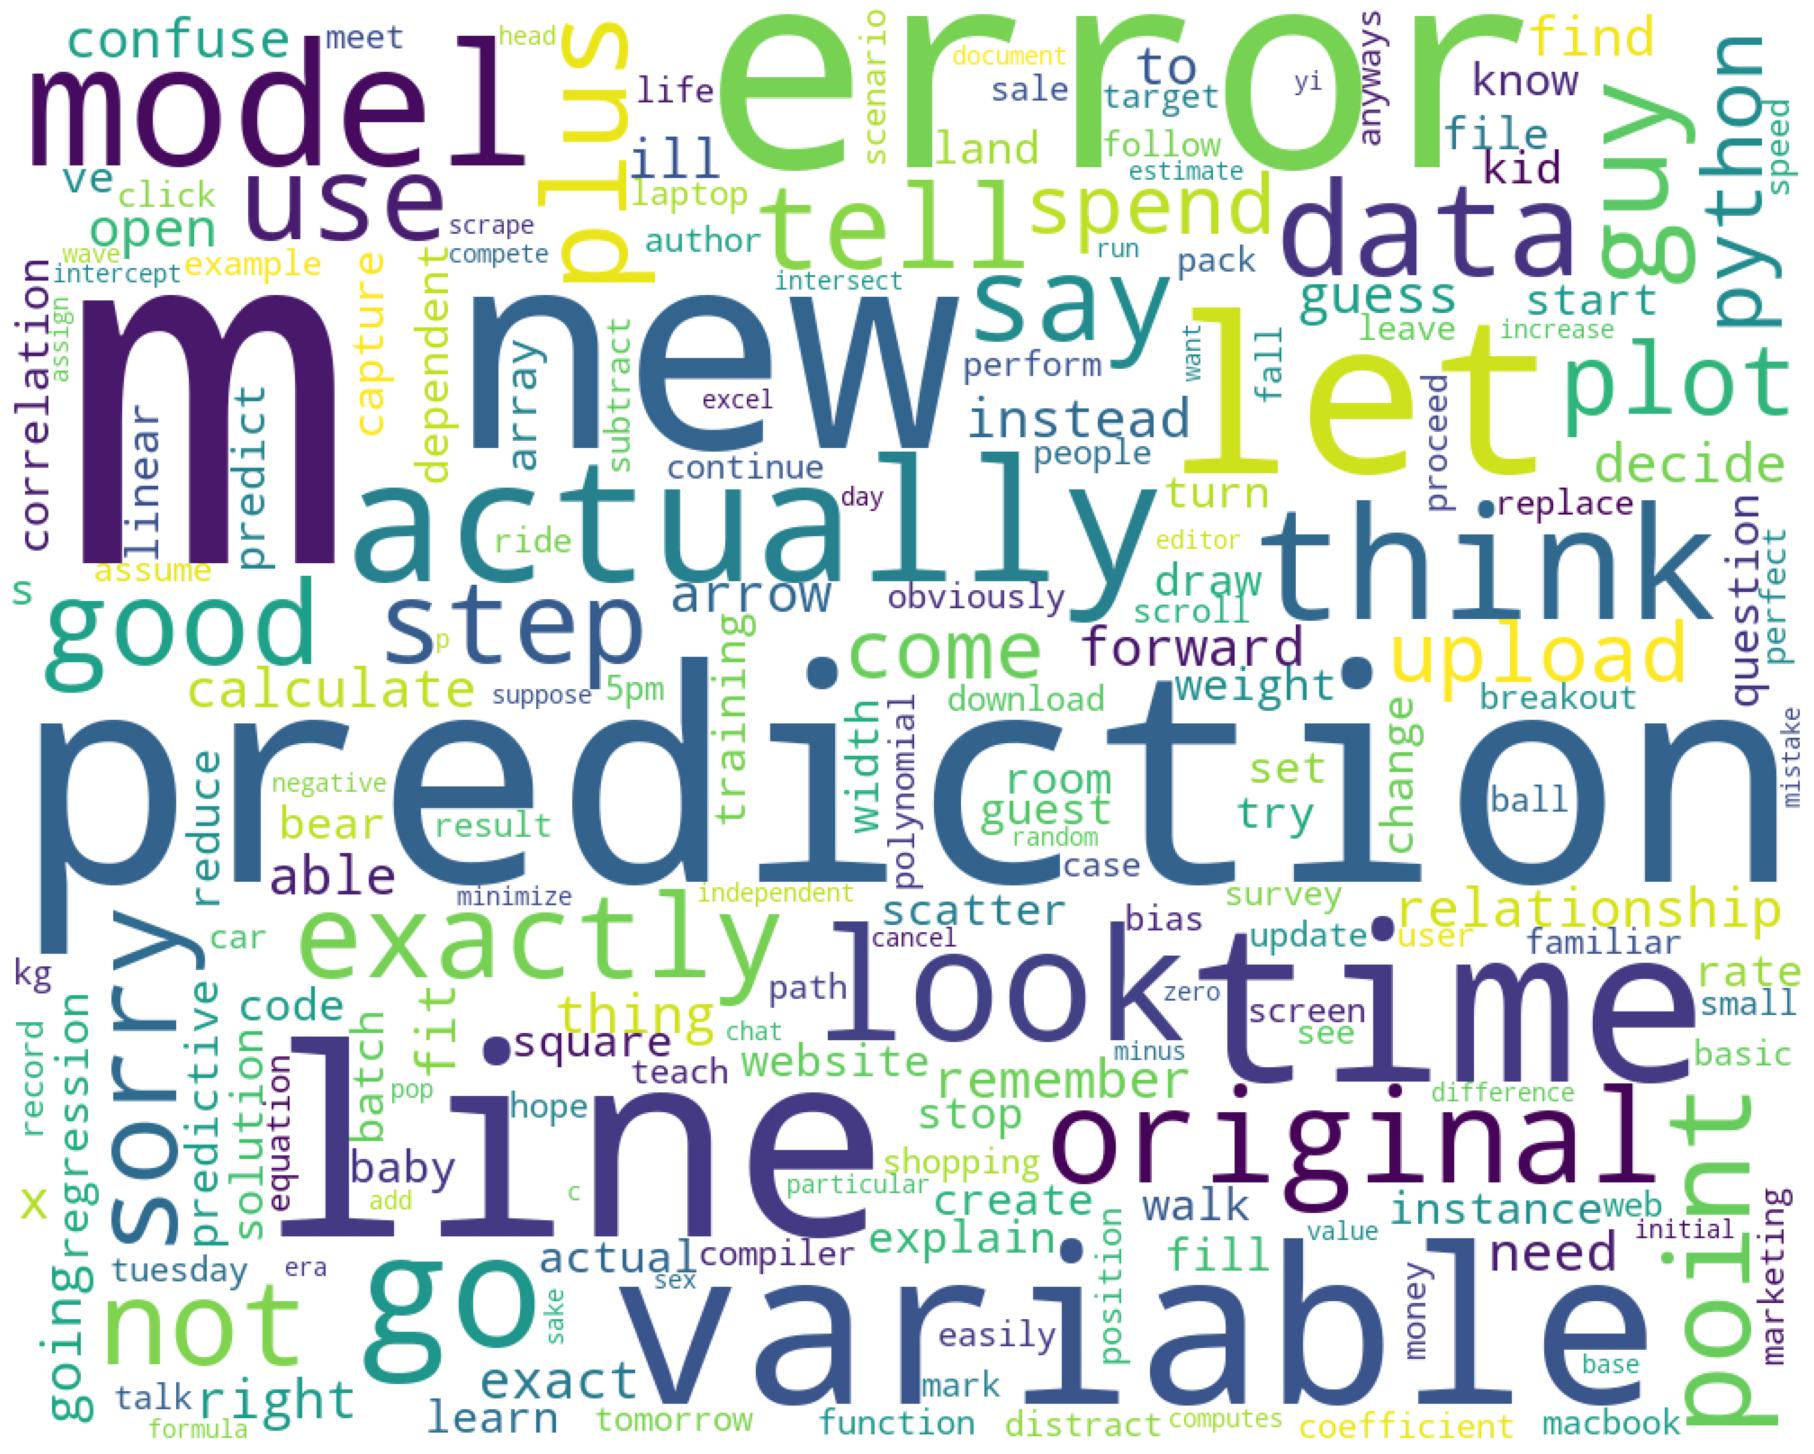 confuse
meet
head
model
plus
error
life
scenario
document
sale
to
target
yi
anyways
find
know
guy
python
speed
ve
click
open
use
ill
laptop
land
follow
estimate
file
kid
scrape
author
tell
spend
run
data
wave
intercept
example
compete
intersect
pack
correlation
assign
m
capture
dependent
new
say
guess
start
linear
predict
array
subtract
excel
perform
want
let
fall
leave
increase
plot
instead
continue
people
proceed
decide
actually
day
turn
replace
ride
editor
think
question
perfect
assume
s
good
step
p
arrow
obviously
draw
scroll
training
come
forward
upload
calculate
suppose
5pm
download
weight
breakout
prediction
width
polynomial
change
mistake
reduce
negative
bear
result
room
guest
random
set
try
ball
able
case
minimize
independent
survey
sorry
exactly
scatter
bias
relationship
car
cancel
update
user
familiar
kg
look
time
rate
predictive
code
fit
thing
path
zero
screen
small
record
regression
solution
batch
square
chat
website
minus
see
basic
equation
pop
teach
remember
difference
line
hope
stop
original
point
baby
shopping
x
add
c
particular
create
walk
instance
web
marketing
explain
position
value
initial
going
tuesday
era
go
actual
compiler
fill
need
not
sake
sex
variable
easily
money
base
talk
right
exact
mark
formula
learn
tomorrow
function
distract
computes
coefficient
macbook